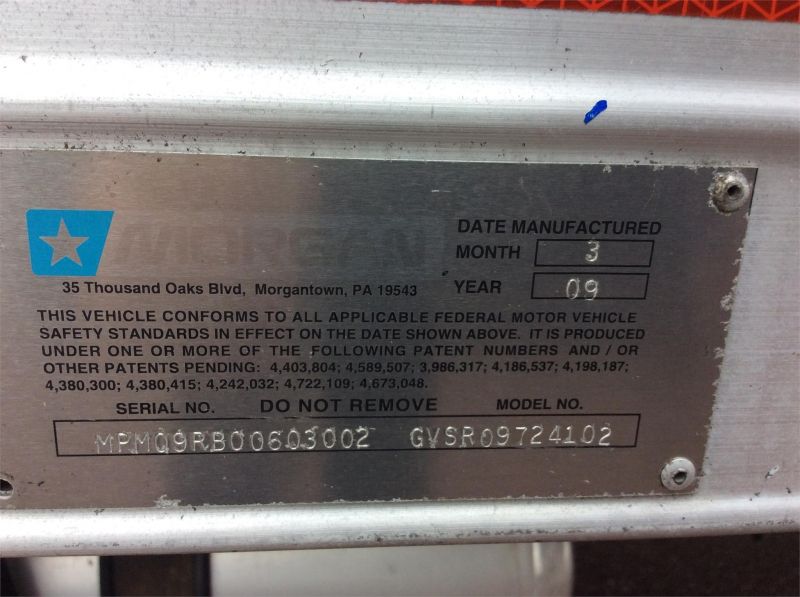 MORGAN
DATE MANUFACTURED
MONTH 3
35 Thousand Oaks Blvd, Morgantown, PA 19543
YEAR 09
THIS VEHICLE CONFORMS TO ALL APPLICABLE FEDERAL MOTOR VEHICLE
SAFETY STANDARDS IN EFFECT ON THE DATE SHOWN ABOVE. IT IS PRODUCED
UNDER ONE OR MORE OF THE FOLLOWING PATENT NUMBERS AND / OR
OTHER PATENTS PENDING: 4,403,804; 4,589,507; 3,986,317; 4,186,537; 4,198,187;
4,380,300; 4,380,415; 4,242,032; 4,722,109; 4,673,048.
SERIAL NO. DO NOT REMOVE MODEL NO.
MPM09RB00603002 GVSR09724102